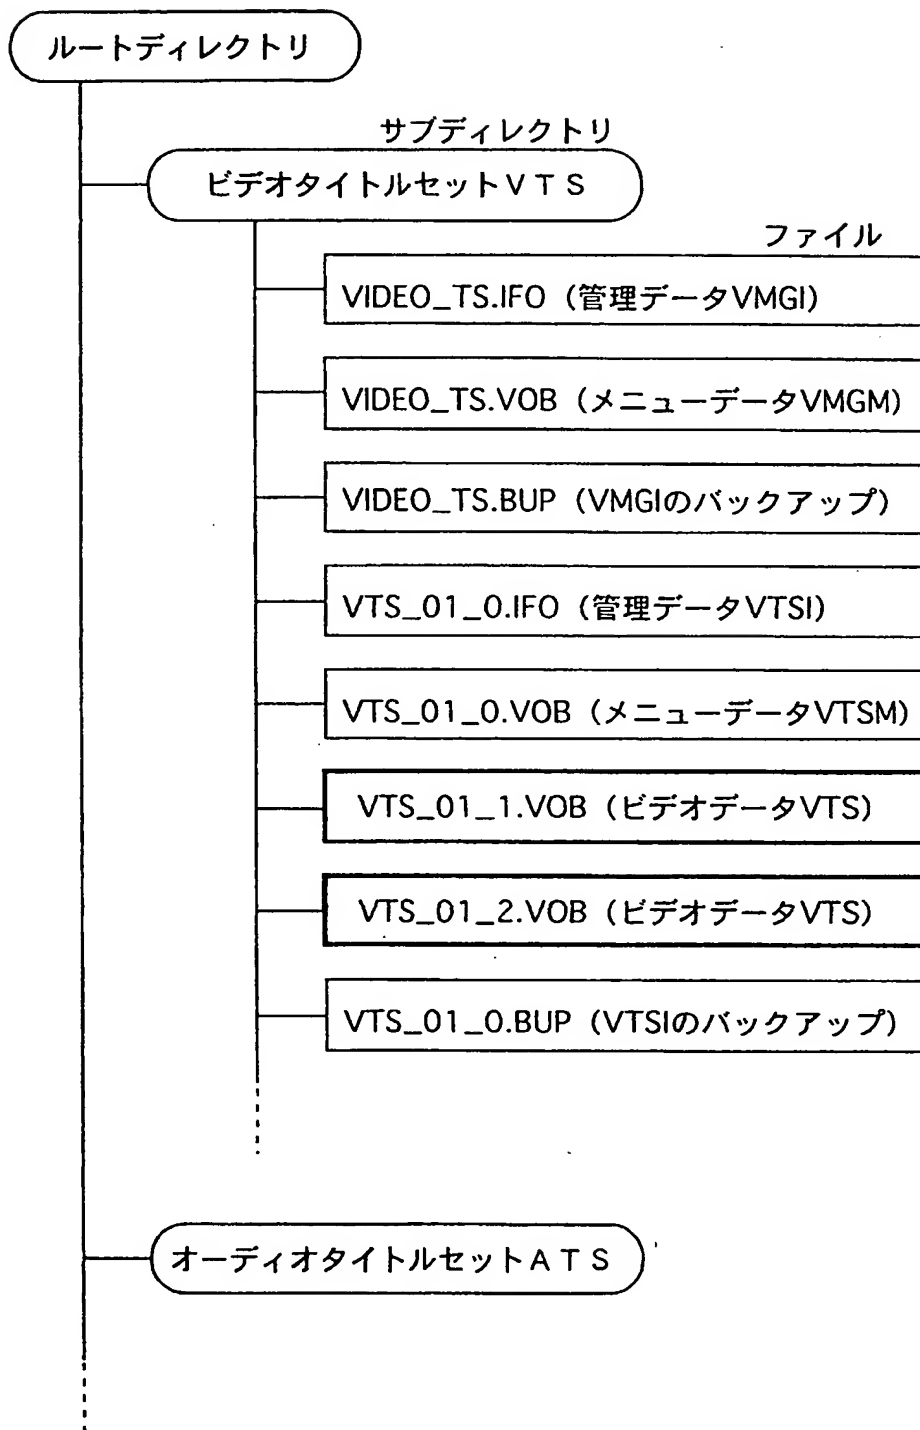 ルートディレクトリ
サブディレクトリ
ビデオタイトルセットVTS
ファイル
VIDEO_TS.IFO（管理データVMGI）
VIDEO_TS.VOB（メニューデータVMGM）
VIDEO_TS.BUP（VMGIのバックアップ）
VTS_01_0.IFO（管理データVTSI）
VTS_01_0.VOB（メニューデータVTSM）
VTS_01_1.VOB（ビデオデータVTS）
VTS_01_2.VOB（ビデオデータVTS）
VTS_01_0.BUP（VTSIのバックアップ）
オーディオタイトルセットATS